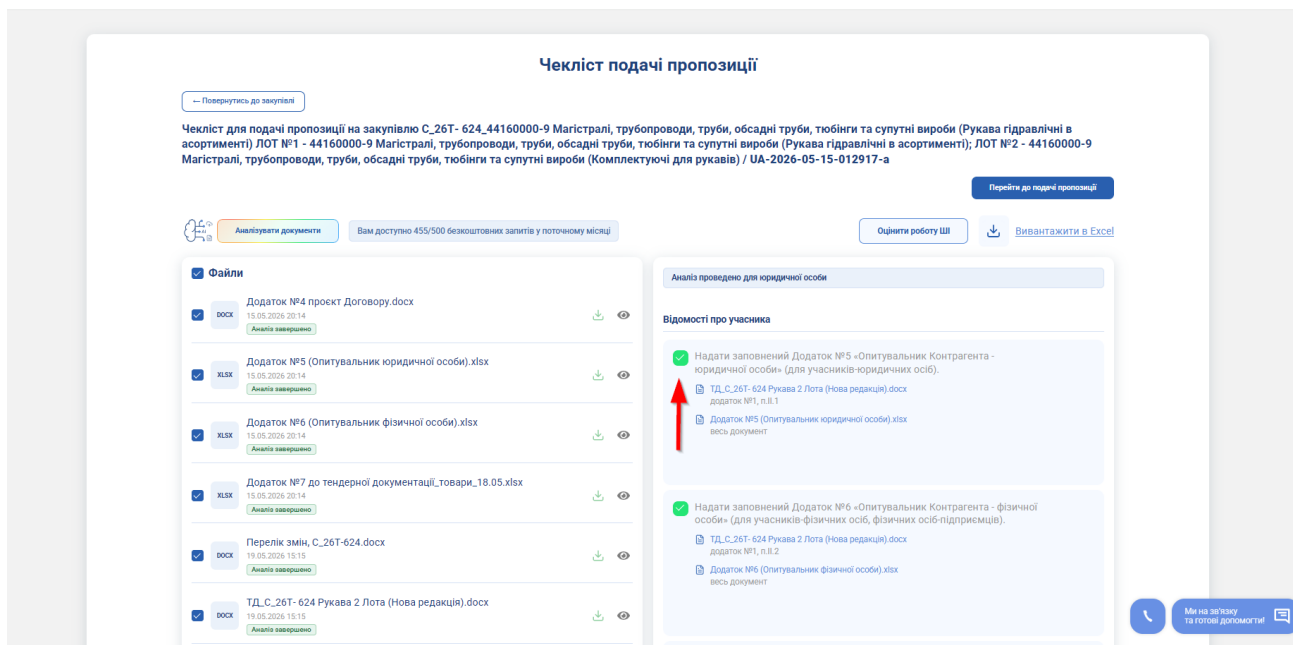 Чекліст подачі пропозиції
← Повернутись до закупівлі
Чекліст для подачі пропозиції на закупівлю С_26Т- 624_44160000-9 Магістралі, трубопроводи, труби, обсадні труби, тюбінги та супутні вироби (Рукава гідравлічні в
асортименті) ЛОТ №1 - 44160000-9 Магістралі, трубопроводи, труби, обсадні труби, тюбінги та супутні вироби (Рукава гідравлічні в асортименті); ЛОТ №2 - 44160000-9
Магістралі, трубопроводи, труби, обсадні труби, тюбінги та супутні вироби (Комплектуючі для рукавів) / UA-2026-05-15-012917-a
Перейти до подачі пропозиції
Аналізувати документи
Вам доступно 455/500 безкоштовних запитів у поточному місяці
Оцінити роботу ШІ
Вивантажити в Excel
Файли
DOCX
Додаток №4 проєкт Договору.docx
15.05.2026 20:14
Аналіз завершено
XLSX
Додаток №5 (Опитувальник юридичної особи).xlsx
15.05.2026 20:14
Аналіз завершено
XLSX
Додаток №6 (Опитувальник фізичної особи).xlsx
15.05.2026 20:14
Аналіз завершено
XLSX
Додаток №7 до тендерної документації_товари_18.05.xlsx
15.05.2026 20:14
Аналіз завершено
DOCX
Перелік змін, С_26Т-624.docx
19.05.2026 15:15
Аналіз завершено
DOCX
ТД_С_26Т- 624 Рукава 2 Лота (Нова редакція).docx
19.05.2026 15:15
Аналіз завершено
Аналіз проведено для юридичної особи
Відомості про учасника
Надати заповнений Додаток №5 «Опитувальник Контрагента -
юридичної особи» (для учасників-юридичних осіб).
ТД_С_26Т- 624 Рукава 2 Лота (Нова редакція).docx
додаток №1, п.II.1
Додаток №5 (Опитувальник юридичної особи).xlsx
весь документ
Надати заповнений Додаток №6 «Опитувальник Контрагента - фізичної
особи» (для учасників-фізичних осіб, фізичних осіб-підприємців).
ТД_С_26Т- 624 Рукава 2 Лота (Нова редакція).docx
додаток №1, п.II.2
Додаток №6 (Опитувальник фізичної особи).xlsx
весь документ
Ми на зв'язку
та готові допомогти!